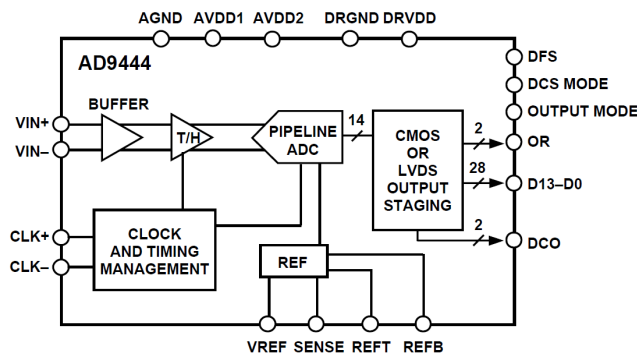 AGND AVDD1 AVDD2 DRGND DRVDD
AD9444
DFS
DCS MODE
OUTPUT MODE
OR
D13–D0
DCO
BUFFER
VIN+
VIN–
T/H
PIPELINE
ADC
14
CMOS
OR
LVDS
OUTPUT
STAGING
2
28
2
CLK+
CLK–
CLOCK
AND TIMING
MANAGEMENT
REF
VREF SENSE REFT REFB